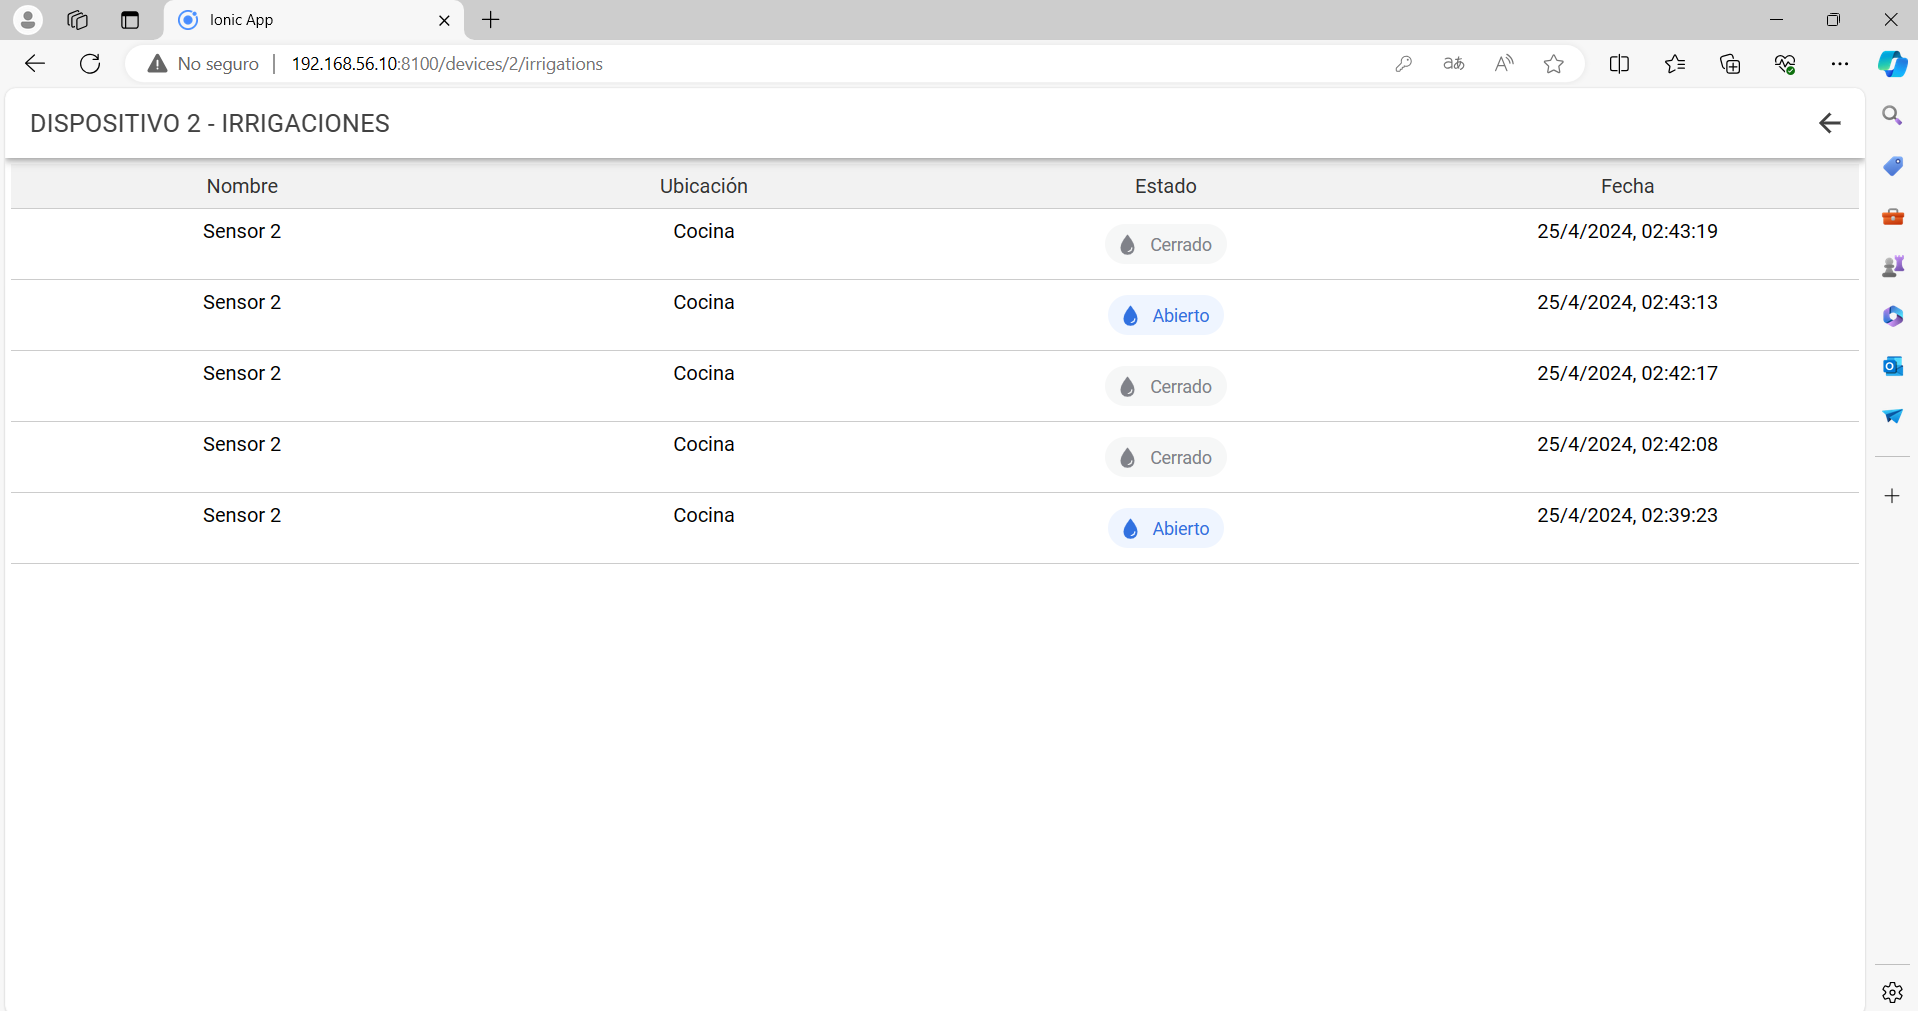 Ionic App
No seguro
192.168.56.10:8100/devices/2/irrigations
DISPOSITIVO 2 - IRRIGACIONES
Nombre Ubicación Estado Fecha
Sensor 2 Cocina Cerrado 25/4/2024, 02:43:19
Sensor 2 Cocina Abierto 25/4/2024, 02:43:13
Sensor 2 Cocina Cerrado 25/4/2024, 02:42:17
Sensor 2 Cocina Cerrado 25/4/2024, 02:42:08
Sensor 2 Cocina Abierto 25/4/2024, 02:39:23